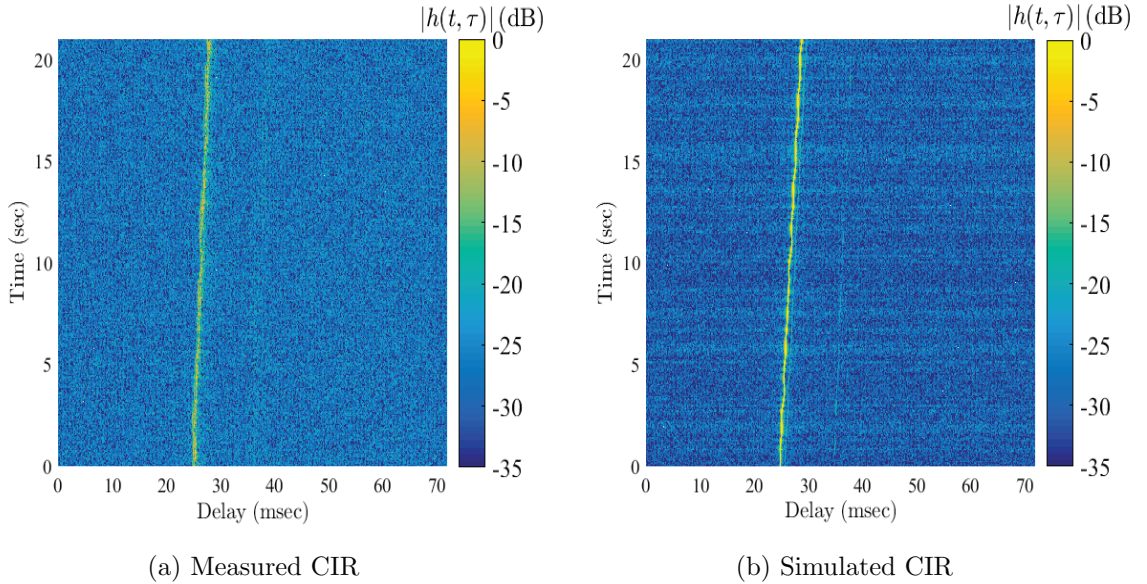 |h(t, τ)| (dB)
0
-5
-10
-15
-20
-25
-30
-35
20
15
10
5
0
Time (sec)
0 10 20 30 40 50 60 70
Delay (msec)
(a) Measured CIR
|h(t, τ)| (dB)
0
-5
-10
-15
-20
-25
-30
-35
20
15
10
5
0
Time (sec)
0 10 20 30 40 50 60 70
Delay (msec)
(b) Simulated CIR